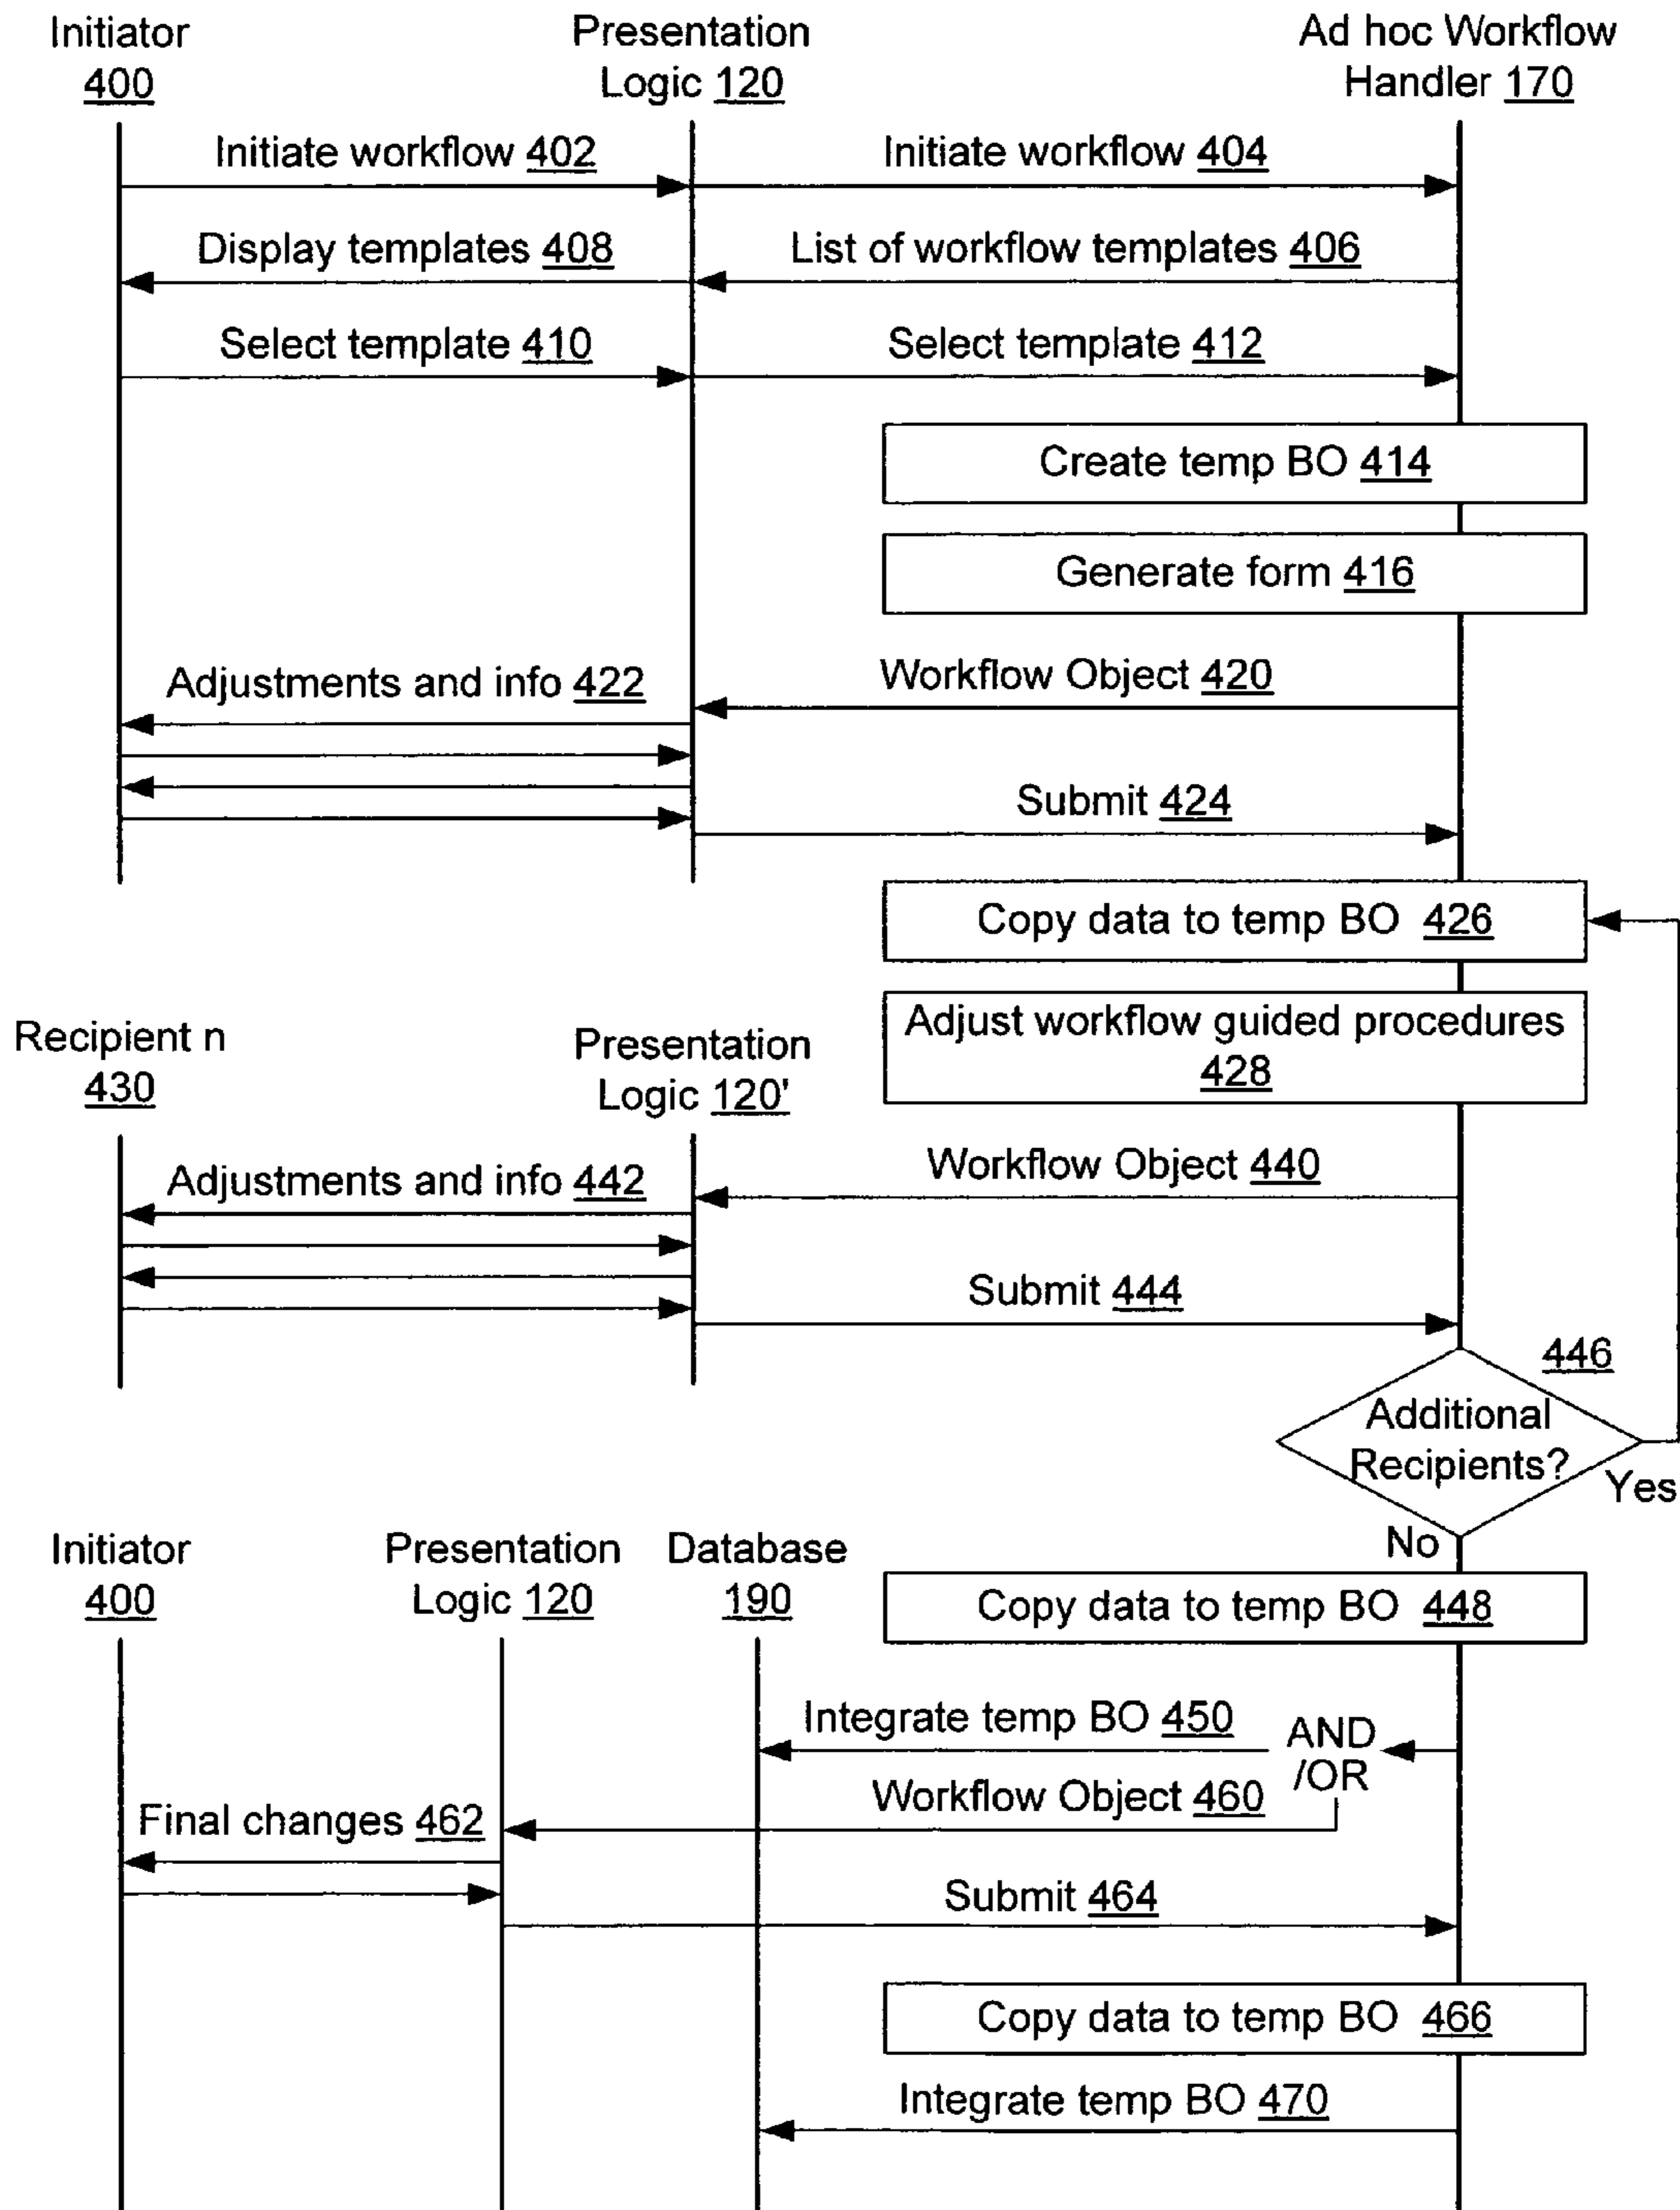 Initiator
400
Presentation
Logic 120
Ad hoc Workflow
Handler 170
Initiate workflow 402
Initiate workflow 404
Display templates 408
List of workflow templates 406
Select template 410
Select template 412
Create temp BO 414
Generate form 416
Adjustments and info 422
Workflow Object 420
Submit 424
Copy data to temp BO 426
Adjust workflow guided procedures
428
Recipient n
430
Presentation
Logic 120'
Adjustments and info 442
Workflow Object 440
Submit 444
446
Additional
Recipients?
Yes
No
Initiator
400
Presentation
Logic 120
Database
190
Copy data to temp BO 448
Integrate temp BO 450
AND
/OR
Workflow Object 460
Final changes 462
Submit 464
Copy data to temp BO 466
Integrate temp BO 470